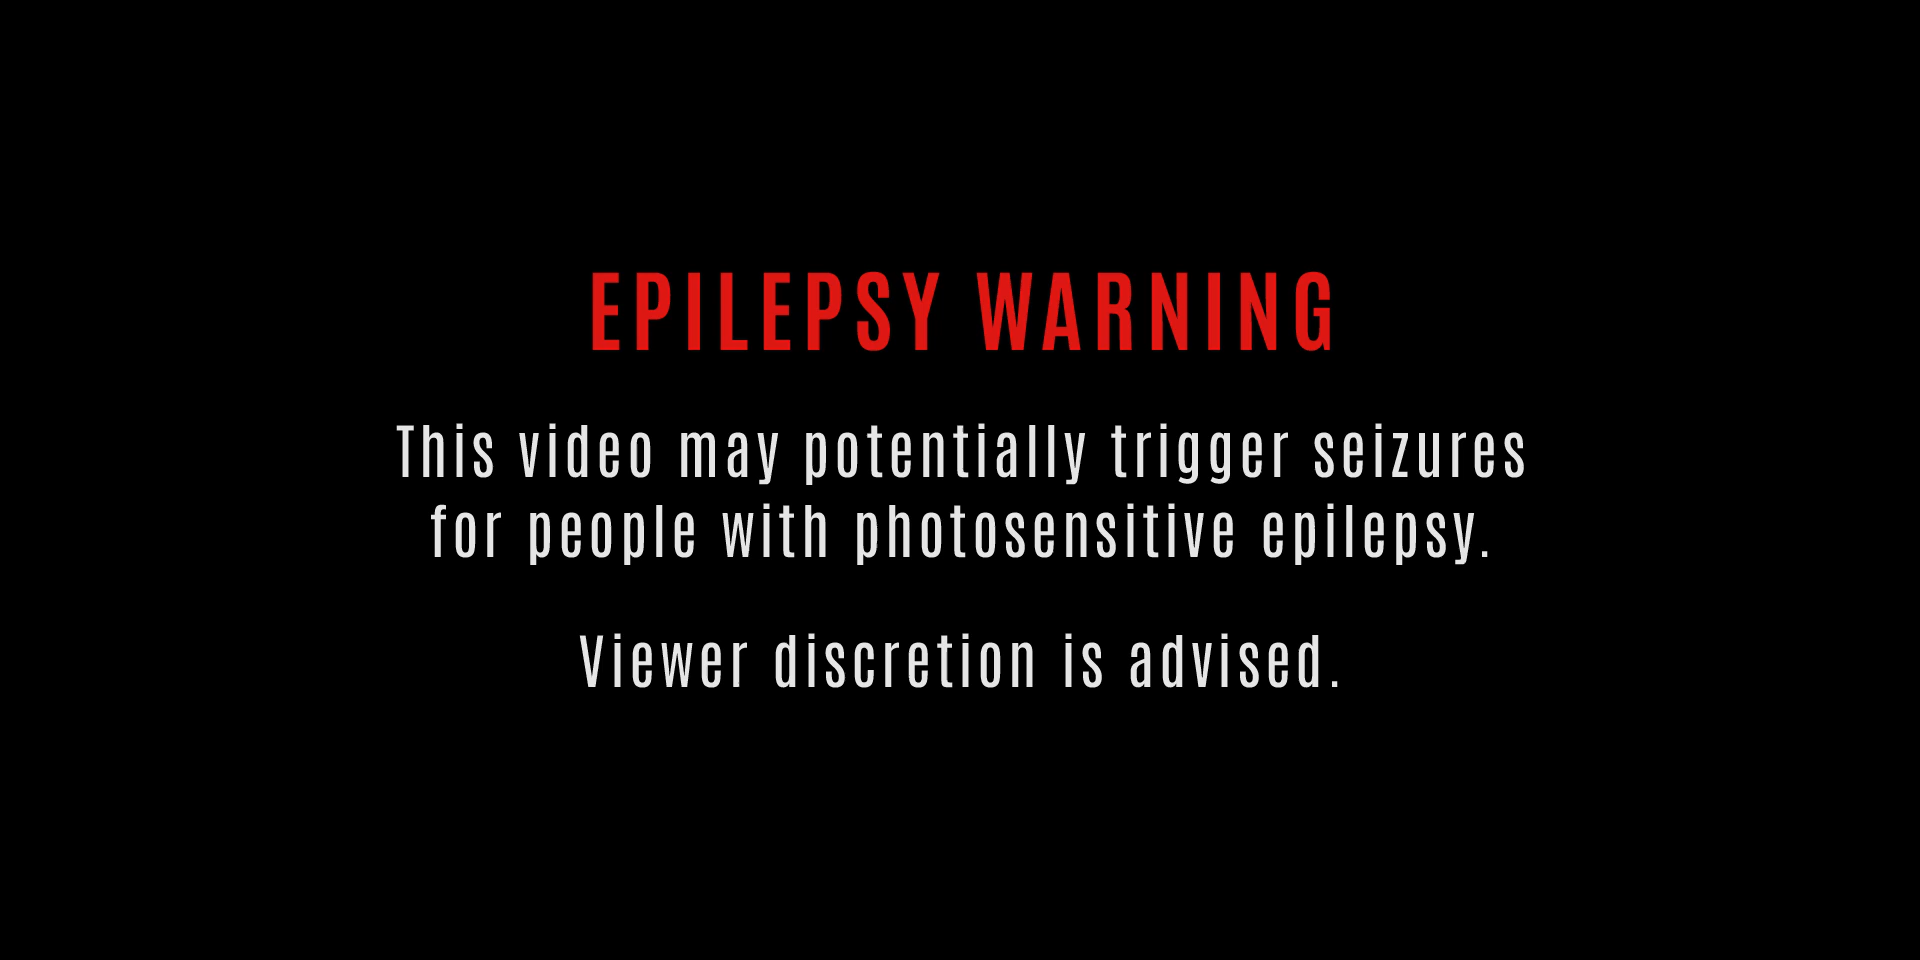 EPILEPSY WARNING
This video may potentially trigger seizures
for people with photosensitive epilepsy.
Viewer discretion is advised.